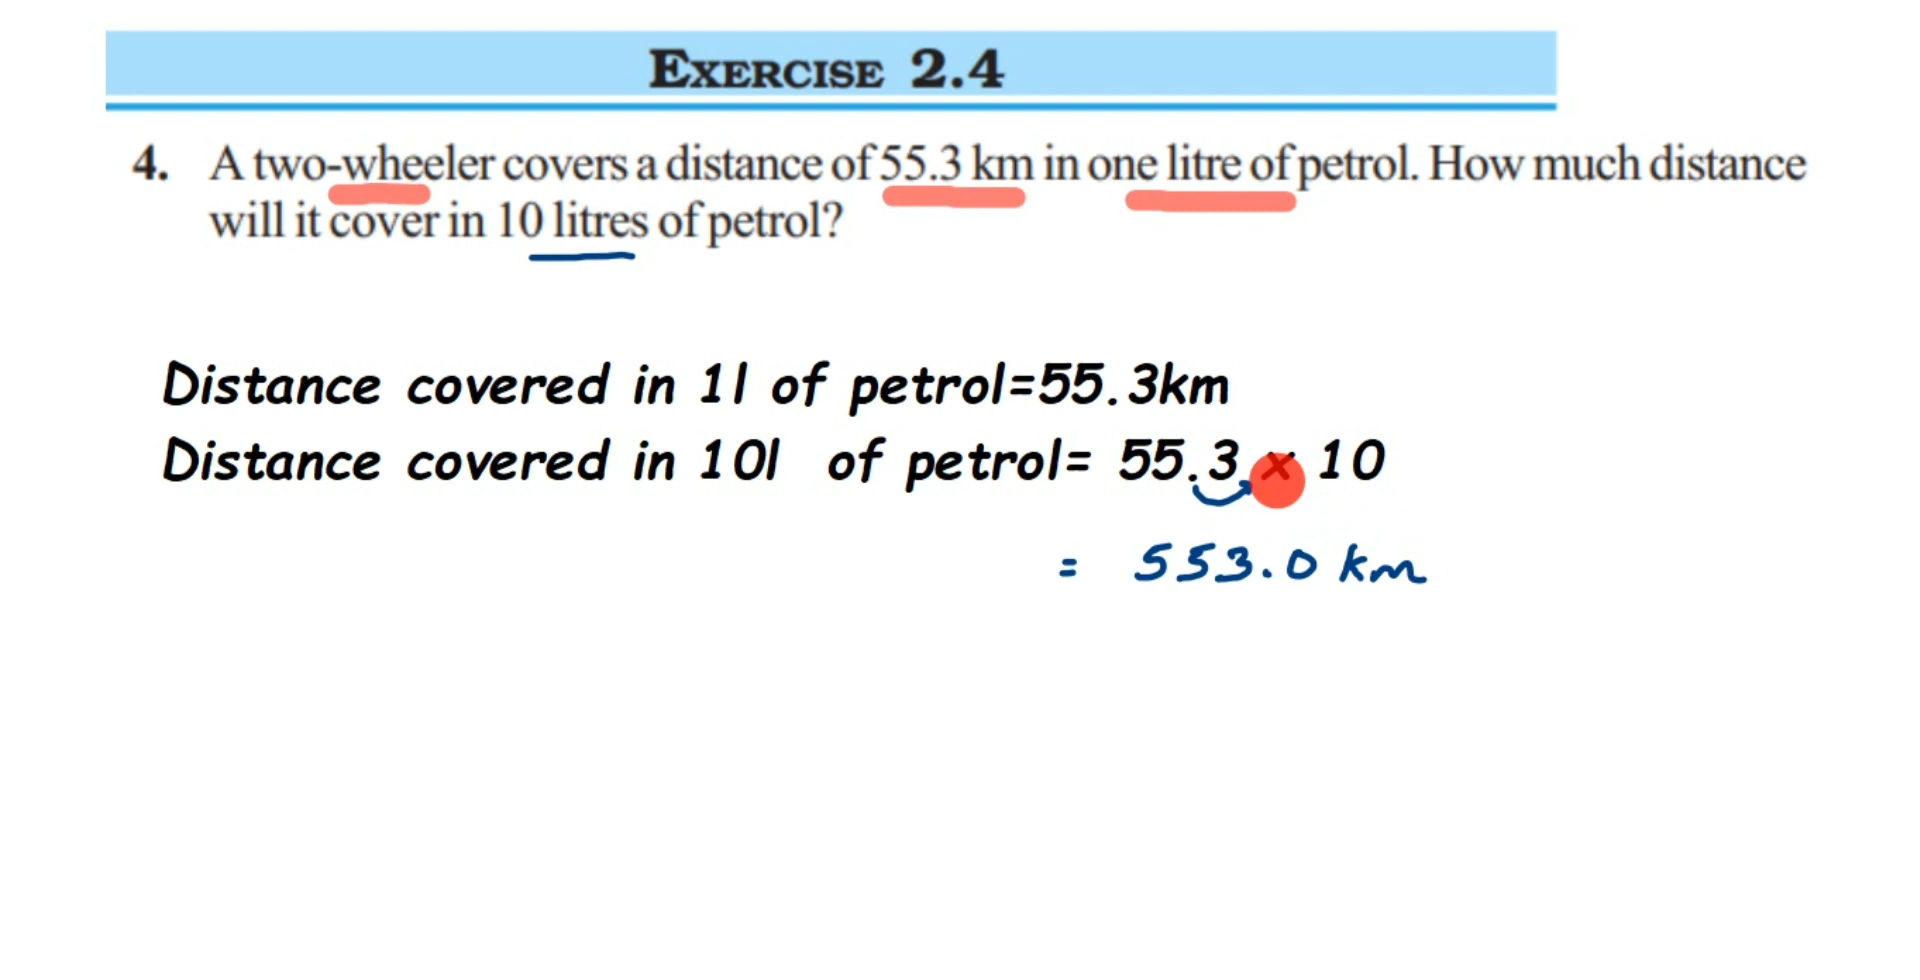 EXERCISE 2.4
4. A two-wheeler covers a distance of 55.3 km in one litre of petrol. How much distance
will it cover in 10 litres of petrol?
Distance covered in 1l of petrol=55.3km
Distance covered in 10l of petrol= 55.3 x 10
= 553.0 km